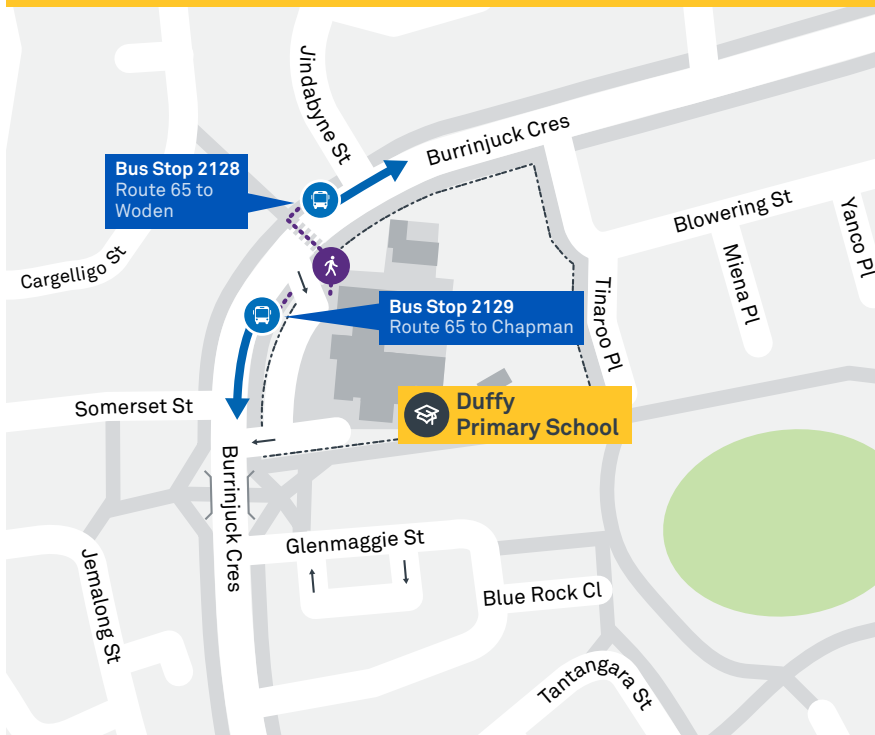 Jindabyne St
Burrinjuck Cres
Bus Stop 2128
Route 65 to
Woden
Blowering St
Yanco Pl
Cargelligo St
Miena Pl
Tinaroo Pl
Bus Stop 2129
Route 65 to Chapman
Somerset St
Duffy
Primary School
Burrinjuck Cres
Glenmaggie St
Jemalong St
Blue Rock Cl
Tantangara St